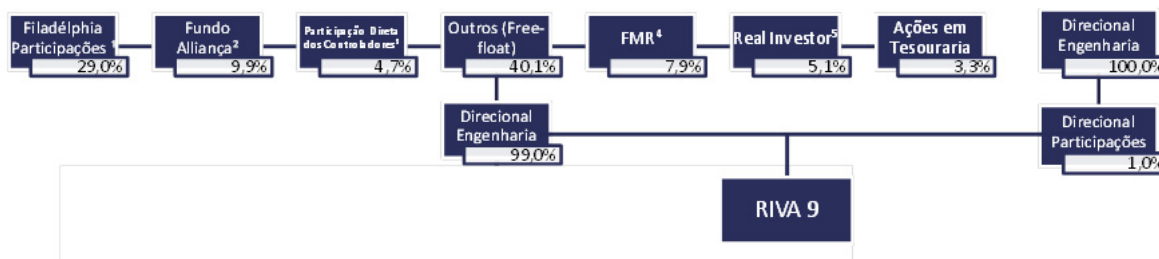 Filadélphia
Participações ¹
29,0%
Fundo
Alliança²
9,9%
Participação Direta
dos Controladores³
4,7%
Outros (Free-
float)
40,1%
FMR⁴
7,9%
Real Investor⁵
5,1%
Ações em
Tesouraria
3,3%
Direcional
Engenharia
100,0%
Direcional
Engenharia
99,0%
Direcional
Participações
1,0%
RIVA 9